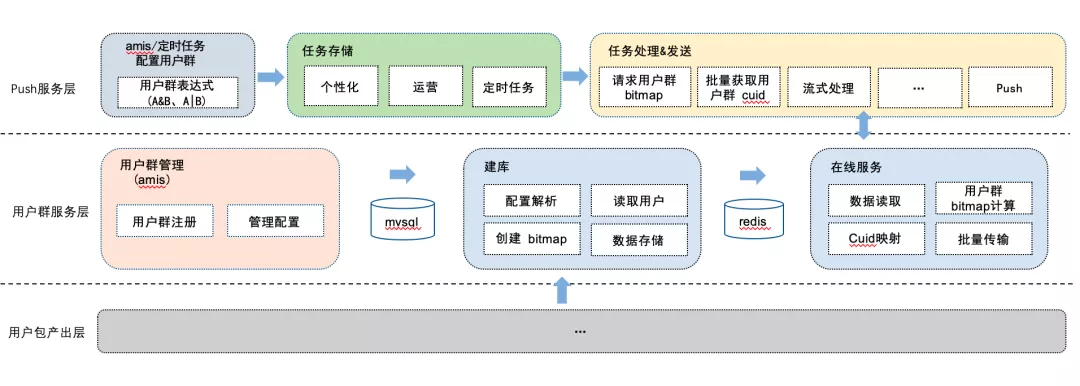 Push服务层
amis/定时任务
配置用户群
用户群表达式
(A&B、A|B)
任务存储
个性化
运营
定时任务
任务处理&发送
请求用户群
bitmap
批量获取用
户群 cuid
流式处理
...
Push
用户群服务层
用户群管理
(amis)
用户群注册
管理配置
mysql
建库
配置解析
读取用户
创建 bitmap
数据存储
redis
在线服务
数据读取
用户群
bitmap计算
Cuid映射
批量传输
用户包产出层
...